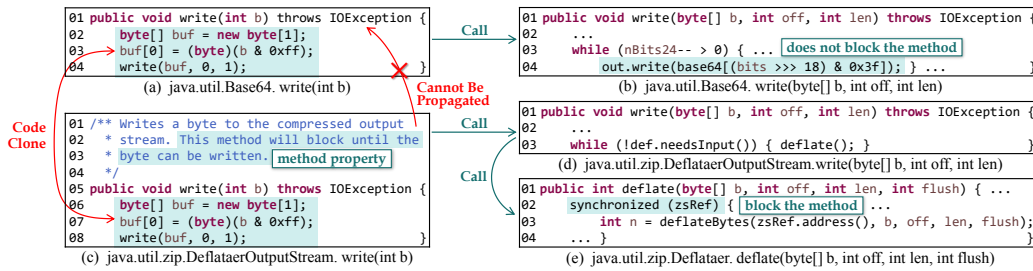 01 public void write(int b) throws IOException {
02 byte[] buf = new byte[1];
03 buf[0] = (byte)(b & 0xff);
04 write(buf, 0, 1); }
(a) java.util.Base64. write(int b)
Code
Clone
Cannot Be
Propagated
01 /** Writes a byte to the compressed output
02 * stream. This method will block until the
03 * byte can be written. method property
04 */
05 public void write(int b) throws IOException {
06 byte[] buf = new byte[1];
07 buf[0] = (byte)(b & 0xff);
08 write(buf, 0, 1); }
(c) java.util.zip.DeflataerOutputStream. write(int b)
Call
01 public void write(byte[] b, int off, int len) throws IOException {
02 ...
03 while (nBits24-- > 0) { ... does not block the method
04 out.write(base64[(bits >>> 18) & 0x3f]); } ... }
(b) java.util.Base64. write(byte[] b, int off, int len)
Call
01 public void write(byte[] b, int off, int len) throws IOException {
02 ...
03 while (!def.needsInput()) { deflate(); } }
(d) java.util.zip.DeflataerOutputStream.write(byte[] b, int off, int len)
Call
01 public int deflate(byte[] b, int off, int len, int flush) { ...
02 synchronized (zsRef) { block the method ...
03 int n = deflateBytes(zsRef.address(), b, off, len, flush);
04 ... } }
(e) java.util.zip.Deflataer. deflate(byte[] b, int off, int len, int flush)